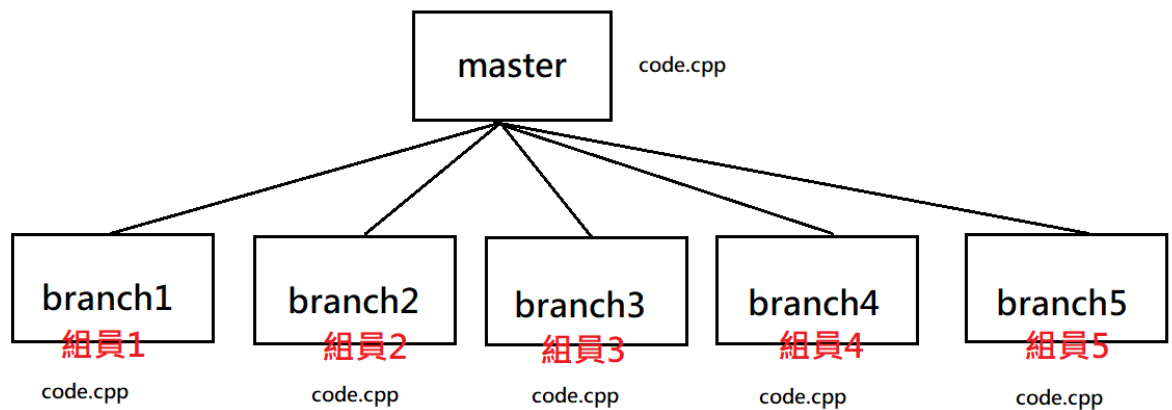 master
code.cpp
branch1
branch2
branch3
branch4
branch5
組員1
組員2
組員3
組員4
組員5
code.cpp
code.cpp
code.cpp
code.cpp
code.cpp